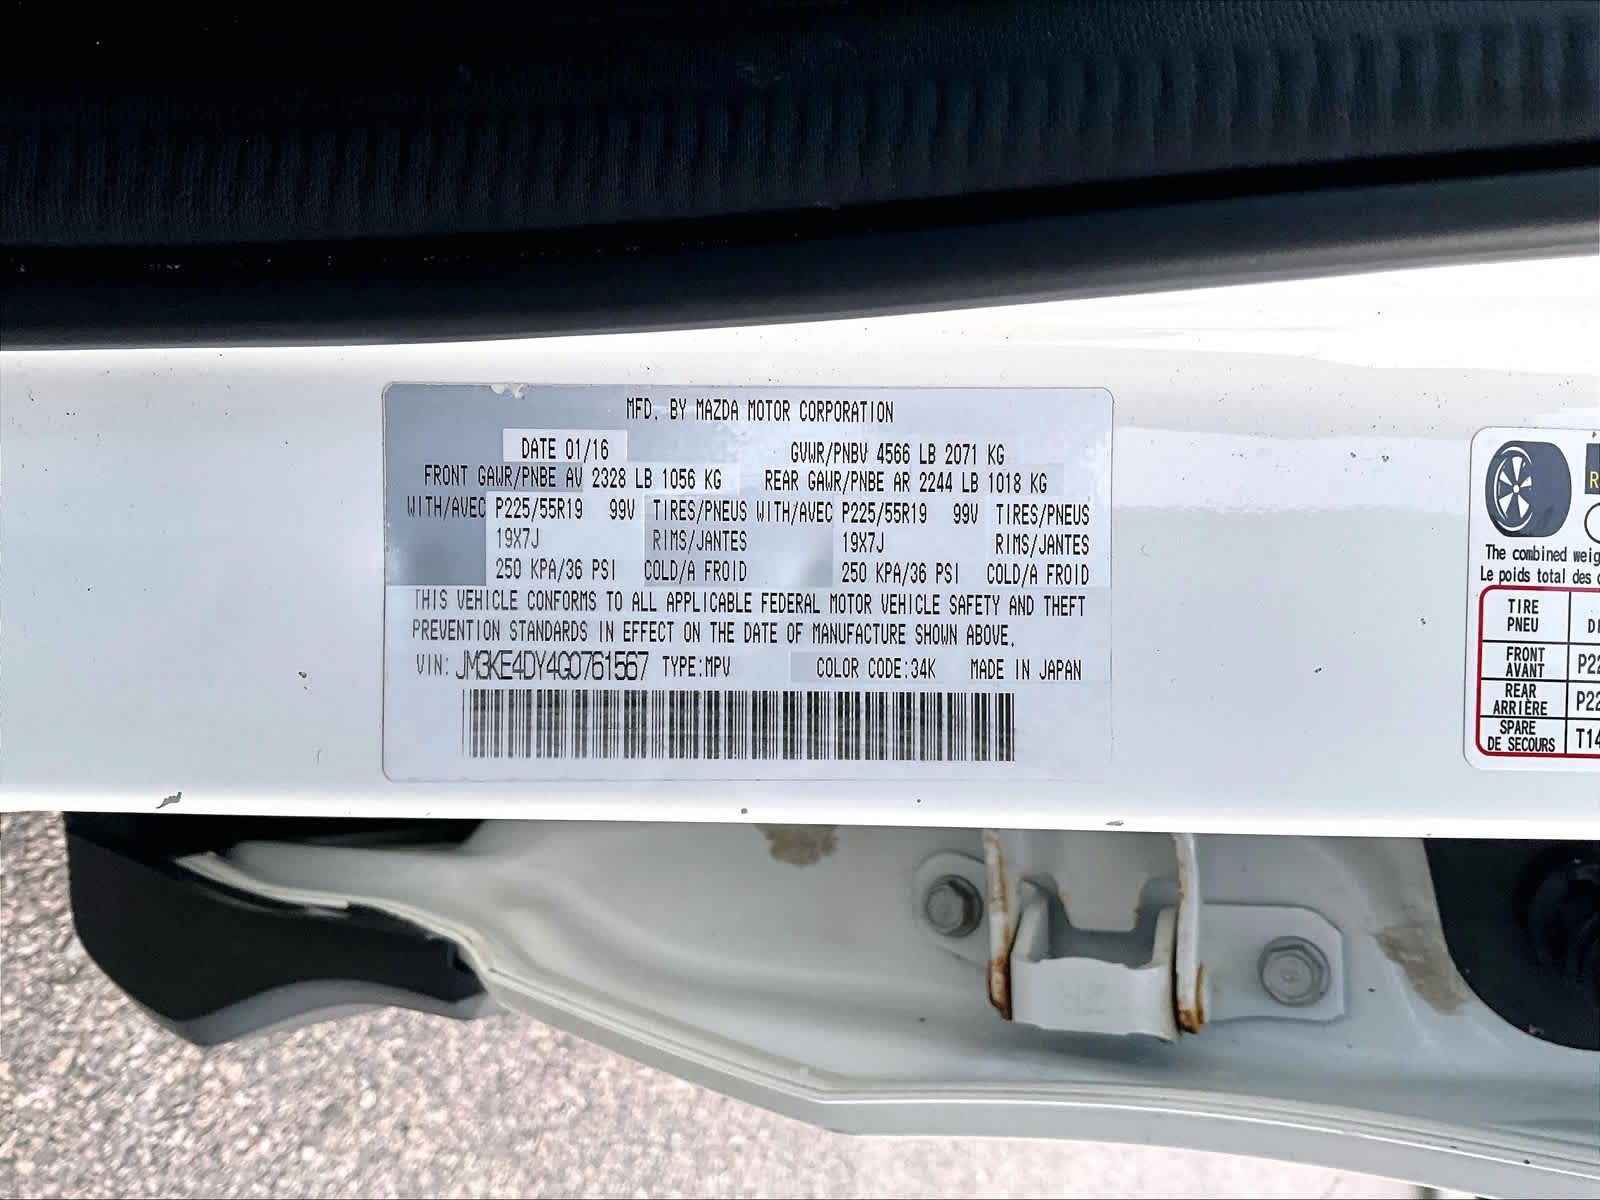 MFD. BY MAZDA MOTOR CORPORATION
DATE 01/16 GVWR/PNBV 4566 LB 2071 KG
FRONT GAWR/PNBE AV 2328 LB 1056 KG REAR GAWR/PNBE AR 2244 LB 1018 KG
WITH/AVEC P225/55R19 99V TIRES/PNEUS WITH/AVEC P225/55R19 99V TIRES/PNEUS
19X7J RIMS/JANTES 19X7J RIMS/JANTES
250 KPA/36 PSI COLD/A FROID 250 KPA/36 PSI COLD/A FROID
THIS VEHICLE CONFORMS TO ALL APPLICABLE FEDERAL MOTOR VEHICLE SAFETY AND THEFT
PREVENTION STANDARDS IN EFFECT ON THE DATE OF MANUFACTURE SHOWN ABOVE.
VIN: JM3KE4DY4G0761567 TYPE:MPV COLOR CODE:34K MADE IN JAPAN
The combined
Le poids total des
TIRE
PNEU
FRONT
AVANT
REAR
ARRIÈRE
SPARE
DE SECOURS